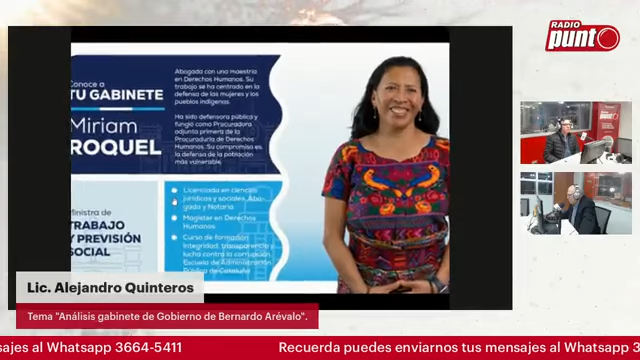 RADIO
punto
Conoce a
TU GABINETE
Miriam
ROQUEL
Abogada con una maestría
en Derechos Humanos. Su
trabajo se ha centrado en la
defensa de las mujeres y los
pueblos indígenas.
Ha sido defensora pública y
fungió como Procuradora
adjunta primera de la
Procuraduría de Derechos
Humanos. Su compromiso es
la defensa de la población
más vulnerable.
Ministra de
TRABAJO
Y PREVISIÓN
SOCIAL
Licenciada en ciencias
jurídicas y sociales, Abo-
gada y Notaria
Magíster en Derechos
Humanos.
Curso de formación
Integridad, transparencia y
lucha contra la corrupción.
Escuela de Administración
Pública de Cataluña
Lic. Alejandro Quinteros
Tema "Análisis gabinete de Gobierno de Bernardo Arévalo".
sajes al Whatsapp 3664-5411
Recuerda puedes enviarnos tus mensajes al Whatsapp 3